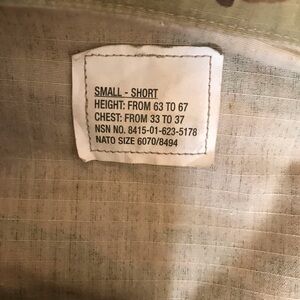 SMALL - SHORT
HEIGHT: FROM 63 TO 67
CHEST: FROM 33 TO 37
NSN NO. 8415-01-623-5178
NATO SIZE 6070/8494